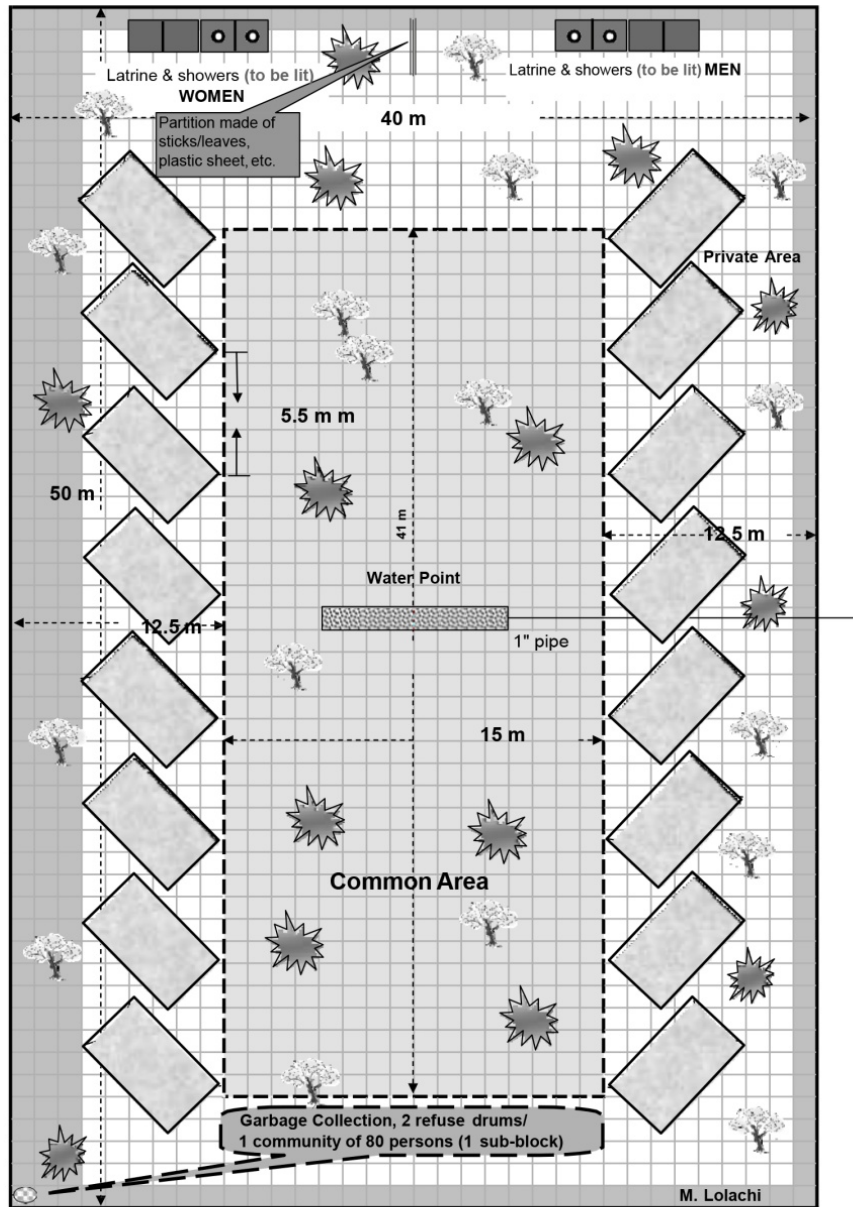 Latrine & showers (to be lit)
WOMEN
Latrine & showers (to be lit) MEN
40 m
Partition made of
sticks/leaves,
plastic sheet, etc.
Private Area
5.5 m m
50 m
41 m
12.5 m
Water Point
12.5 m
1" pipe
15 m
Common Area
Garbage Collection, 2 refuse drums/
1 community of 80 persons (1 sub-block)
M. Lolachi